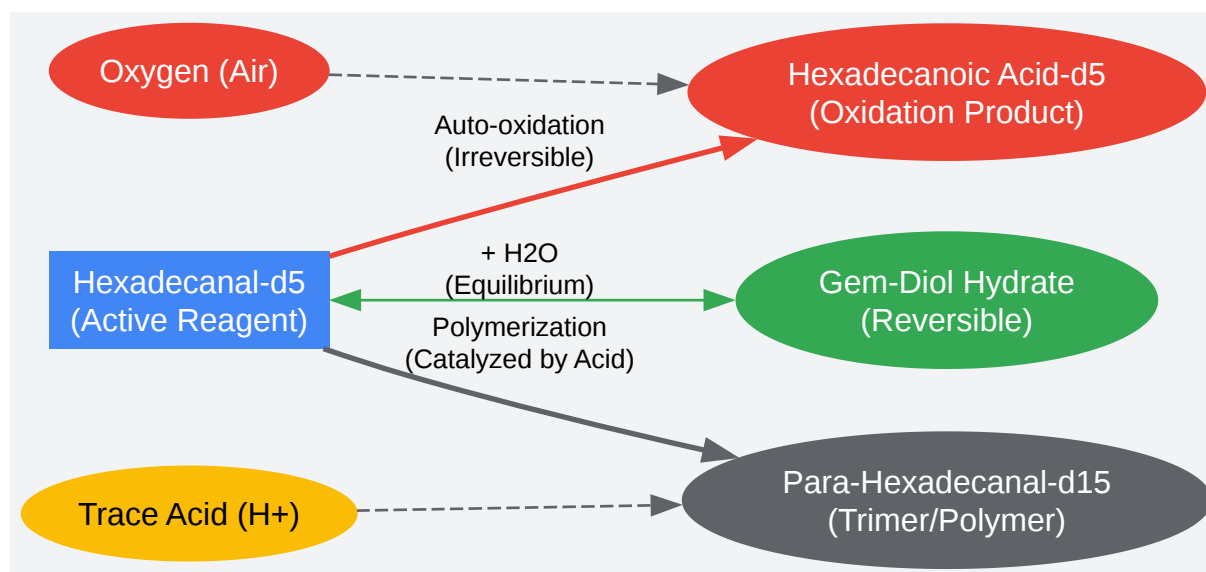 Oxygen (Air)
Hexadecanoic Acid-d5
(Oxidation Product)
Auto-oxidation
(Irreversible)
Hexadecanal-d5
(Active Reagent)
+ H2O
(Equilibrium)
Gem-Diol Hydrate
(Reversible)
Polymerization
(Catalyzed by Acid)
Trace Acid (H+)
Para-Hexadecanal-d15
(Trimer/Polymer)